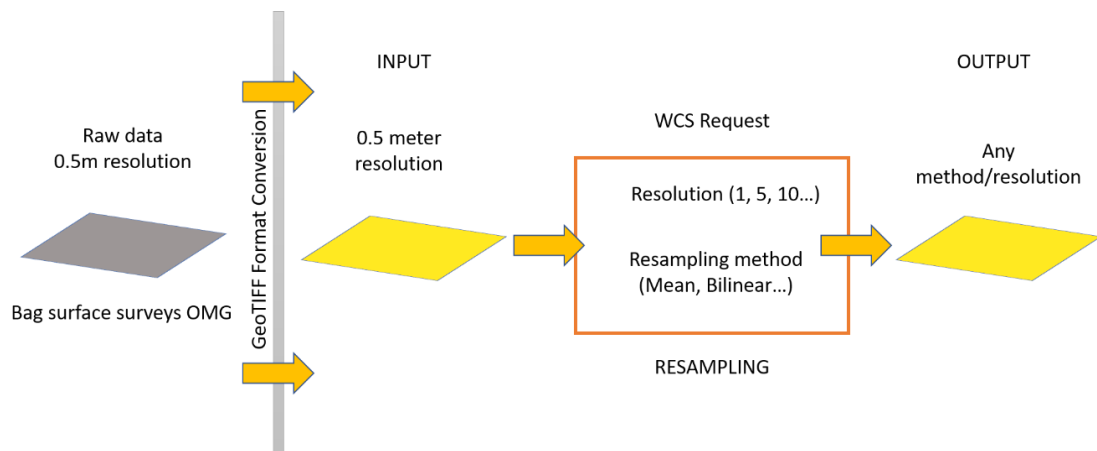 Raw data
0.5m resolution
Bag surface surveys OMG
GeoTIFF Format Conversion
INPUT
0.5 meter
resolution
WCS Request
Resolution (1, 5, 10...)
Resampling method
(Mean, Bilinear...)
RESAMPLING
OUTPUT
Any
method/resolution